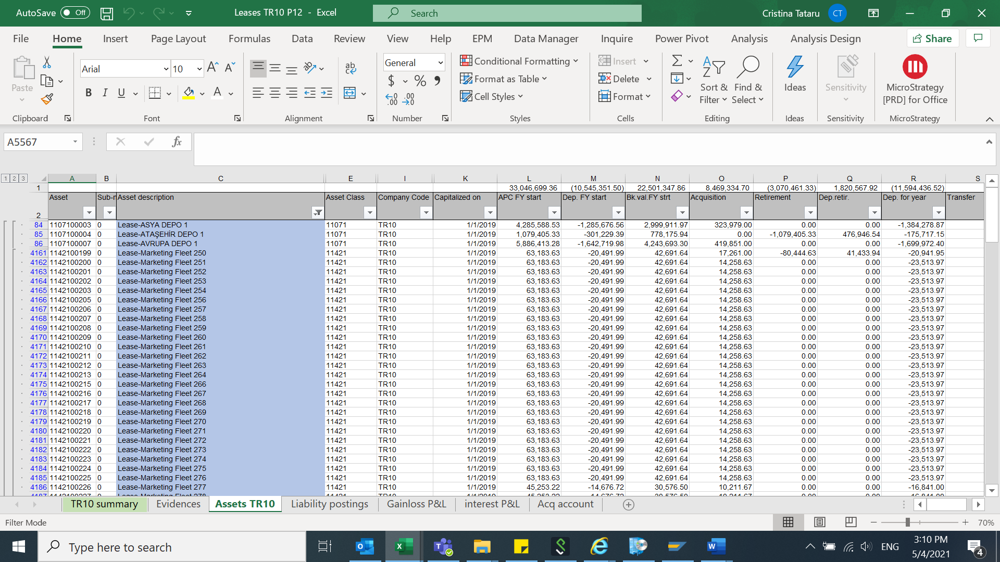 AutoSave Off
Leases TR10 P12 - Excel
Search
Cristina Tataru CT
File Home Insert Page Layout Formulas Data Review View Help EPM Data Manager Inquire Power Pivot Analysis Analysis Design Share
Paste
Arial 10
General
Conditional Formatting
Format as Table
Cell Styles
Insert
Delete
Format
Sort & Filter
Find & Select
Ideas
Sensitivity
MicroStrategy [PRD] for Office
Clipboard Font Alignment Number Styles Cells Editing Ideas Sensitivity MicroStrategy
A5567 fx
1 2 3 A B C E I K L M N O P Q R S
1 33,046,699.36 (10,545,351.50) 22,501,347.86 8,469,334.70 (3,070,461.33) 1,820,567.92 (11,594,436.52)
2 Asset Sub-n Asset description Asset Class Company Code Capitalized on APC FY start Dep. FY start Bk.val.FY strt Acquisition Retirement Dep.retir. Dep. for year Transfer
84 1107100003 0 Lease-ASYA DEPO 1 11071 TR10 1/1/2019 4,285,588.53 -1,285,676.56 2,999,911.97 323,979.00 0.00 0.00 -1,384,278.87
85 1107100004 0 Lease-ATAŞEHİR DEPO 1 11071 TR10 1/1/2019 1,079,405.33 -301,229.39 778,175.94 0.00 -1,079,405.33 476,946.54 -175,717.15
86 1107100007 0 Lease-AVRUPA DEPO 1 11071 TR10 1/1/2019 5,886,413.28 -1,642,719.98 4,243,693.30 419,851.00 0.00 0.00 -1,699,972.40
4161 1142100199 0 Lease-Marketing Fleet 250 11421 TR10 1/1/2019 63,183.63 -20,491.99 42,691.64 17,261.00 -80,444.63 41,433.94 -20,941.95
4162 1142100200 0 Lease-Marketing Fleet 251 11421 TR10 1/1/2019 63,183.63 -20,491.99 42,691.64 14,258.63 0.00 0.00 -23,513.97
4163 1142100201 0 Lease-Marketing Fleet 252 11421 TR10 1/1/2019 63,183.63 -20,491.99 42,691.64 14,258.63 0.00 0.00 -23,513.97
4164 1142100202 0 Lease-Marketing Fleet 253 11421 TR10 1/1/2019 63,183.63 -20,491.99 42,691.64 14,258.63 0.00 0.00 -23,513.97
4165 1142100203 0 Lease-Marketing Fleet 254 11421 TR10 1/1/2019 63,183.63 -20,491.99 42,691.64 14,258.63 0.00 0.00 -23,513.97
4166 1142100205 0 Lease-Marketing Fleet 256 11421 TR10 1/1/2019 63,183.63 -20,491.99 42,691.64 14,258.63 0.00 0.00 -23,513.97
4167 1142100206 0 Lease-Marketing Fleet 257 11421 TR10 1/1/2019 63,183.63 -20,491.99 42,691.64 14,258.63 0.00 0.00 -23,513.97
4168 1142100207 0 Lease-Marketing Fleet 258 11421 TR10 1/1/2019 63,183.63 -20,491.99 42,691.64 14,258.63 0.00 0.00 -23,513.97
4169 1142100208 0 Lease-Marketing Fleet 259 11421 TR10 1/1/2019 63,183.63 -20,491.99 42,691.64 14,258.63 0.00 0.00 -23,513.97
4170 1142100209 0 Lease-Marketing Fleet 260 11421 TR10 1/1/2019 63,183.63 -20,491.99 42,691.64 14,258.63 0.00 0.00 -23,513.97
4171 1142100210 0 Lease-Marketing Fleet 261 11421 TR10 1/1/2019 63,183.63 -20,491.99 42,691.64 14,258.63 0.00 0.00 -23,513.97
4172 1142100211 0 Lease-Marketing Fleet 262 11421 TR10 1/1/2019 63,183.63 -20,491.99 42,691.64 14,258.63 0.00 0.00 -23,513.97
4173 1142100212 0 Lease-Marketing Fleet 263 11421 TR10 1/1/2019 63,183.63 -20,491.99 42,691.64 14,258.63 0.00 0.00 -23,513.97
4174 1142100213 0 Lease-Marketing Fleet 264 11421 TR10 1/1/2019 63,183.63 -20,491.99 42,691.64 14,258.63 0.00 0.00 -23,513.97
4175 1142100215 0 Lease-Marketing Fleet 266 11421 TR10 1/1/2019 63,183.63 -20,491.99 42,691.64 14,258.63 0.00 0.00 -23,513.97
4176 1142100216 0 Lease-Marketing Fleet 267 11421 TR10 1/1/2019 63,183.63 -20,491.99 42,691.64 14,258.63 0.00 0.00 -23,513.97
4177 1142100217 0 Lease-Marketing Fleet 268 11421 TR10 1/1/2019 63,183.63 -20,491.99 42,691.64 14,258.63 0.00 0.00 -23,513.97
4178 1142100218 0 Lease-Marketing Fleet 269 11421 TR10 1/1/2019 63,183.63 -20,491.99 42,691.64 14,258.63 0.00 0.00 -23,513.97
4179 1142100219 0 Lease-Marketing Fleet 270 11421 TR10 1/1/2019 63,183.63 -20,491.99 42,691.64 14,258.63 0.00 0.00 -23,513.97
4180 1142100220 0 Lease-Marketing Fleet 271 11421 TR10 1/1/2019 63,183.63 -20,491.99 42,691.64 14,258.63 0.00 0.00 -23,513.97
4181 1142100221 0 Lease-Marketing Fleet 272 11421 TR10 1/1/2019 63,183.63 -20,491.99 42,691.64 14,258.63 0.00 0.00 -23,513.97
4182 1142100222 0 Lease-Marketing Fleet 273 11421 TR10 1/1/2019 63,183.63 -20,491.99 42,691.64 14,258.63 0.00 0.00 -23,513.97
4183 1142100223 0 Lease-Marketing Fleet 274 11421 TR10 1/1/2019 63,183.63 -20,491.99 42,691.64 14,258.63 0.00 0.00 -23,513.97
4184 1142100224 0 Lease-Marketing Fleet 275 11421 TR10 1/1/2019 63,183.63 -20,491.99 42,691.64 14,258.63 0.00 0.00 -23,513.97
4185 1142100225 0 Lease-Marketing Fleet 276 11421 TR10 1/1/2019 63,183.63 -20,491.99 42,691.64 14,258.63 0.00 0.00 -23,513.97
4186 1142100226 0 Lease-Marketing Fleet 277 11421 TR10 1/1/2019 45,253.22 -14,676.72 30,576.50 10,211.67 0.00 0.00 -16,841.00
TR10 summary Evidences Assets TR10 Liability postings Gainloss P&L interest P&L Acq account
Filter Mode 70%
Type here to search
ENG
3:10 PM
5/4/2021
4